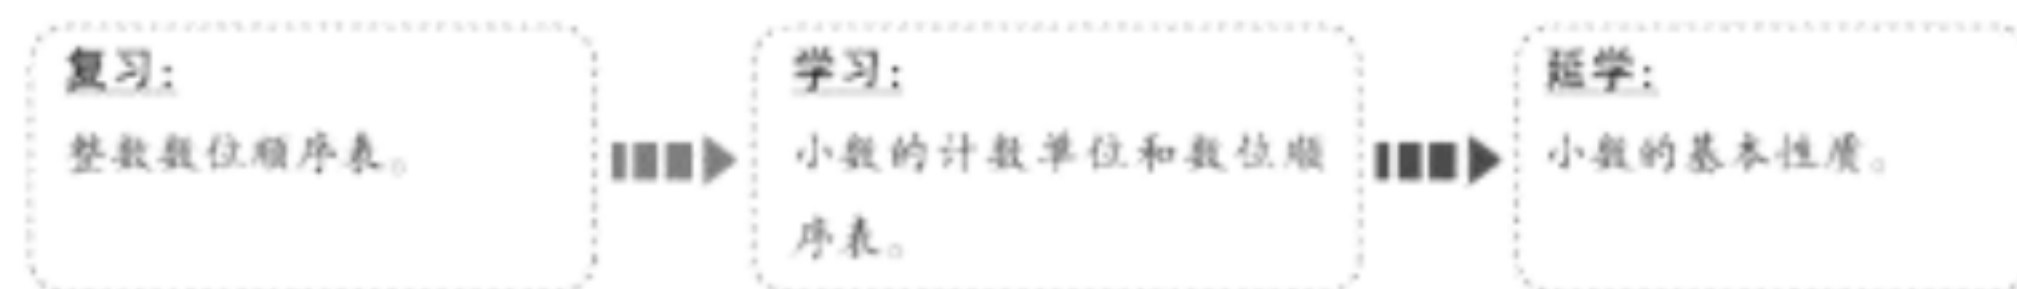 复习：
整数数位顺序表。
学习：
小数的计数单位和数位顺
序表。
延学：
小数的基本性质。